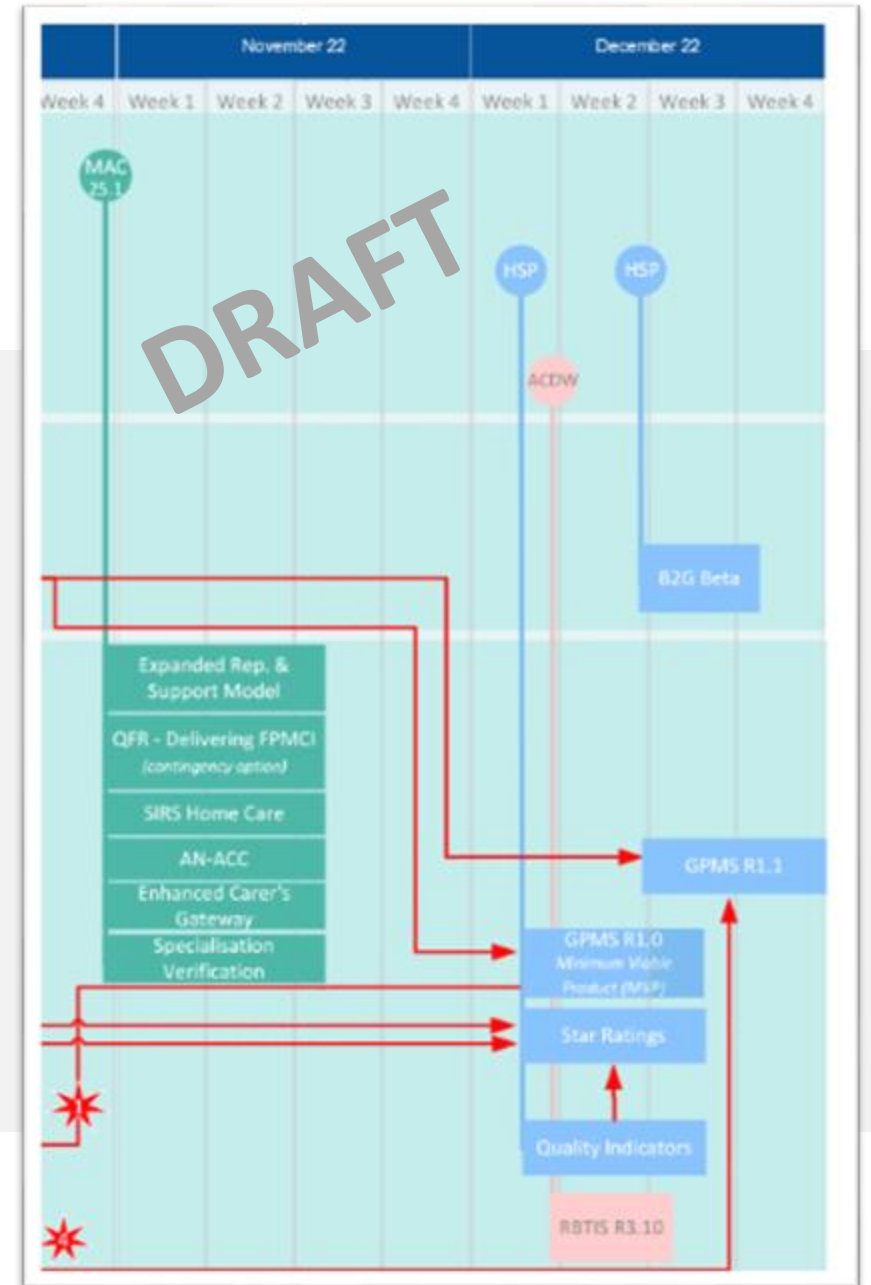 November 22
December 22
Week 4
Week 1
Week 2
Week 3
Week 4
Week 1
Week 2
Week 3
Week 4
MAC
25.1
DRAFT
HSP
HSP
ACDW
B2G Beta
Expanded Rep. &
Support Model
QFR - Delivering FPMCI
(contingency option)
SIRS Home Care
AN-ACC
GPMS R1.1
Enhanced Carer's
Gateway
Specialisation
Verification
GPMS R1.0
Minimum Viable
Product (MVP)
Star Ratings
1
Quality Indicators
RBTIS R3.10